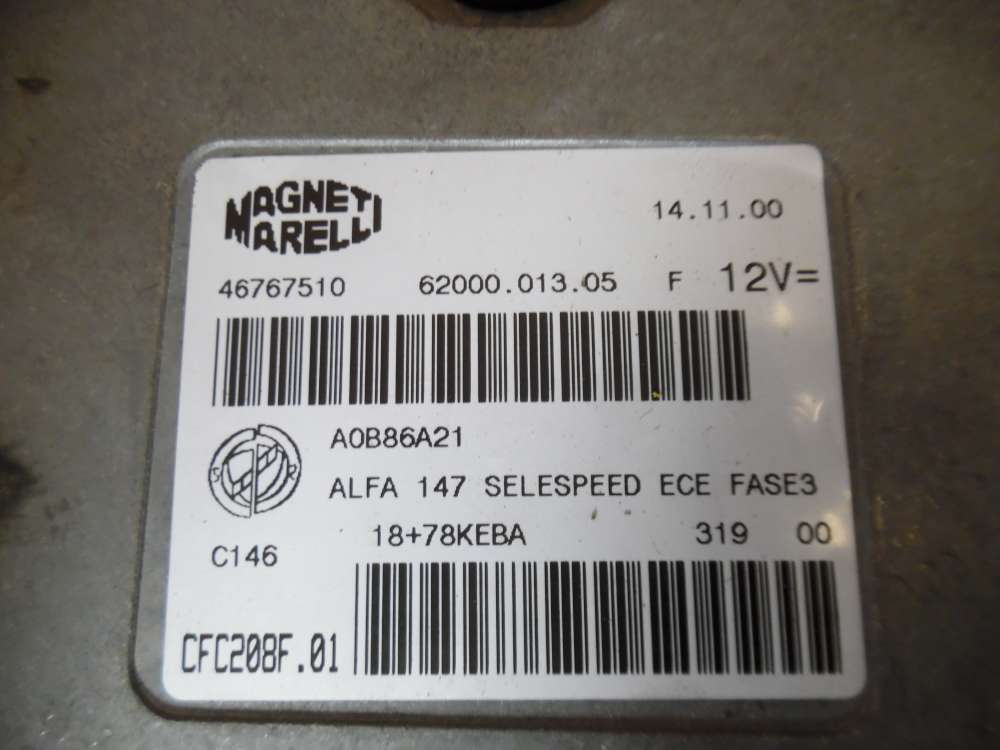 MAGNETI
MARELLI
14.11.00
46767510 62000.013.05 F 12V=
A0B86A21
S R
ALFA 147 SELESPEED ECE FASE3
18+78KEBA 319 00
C146
CFC208F.01